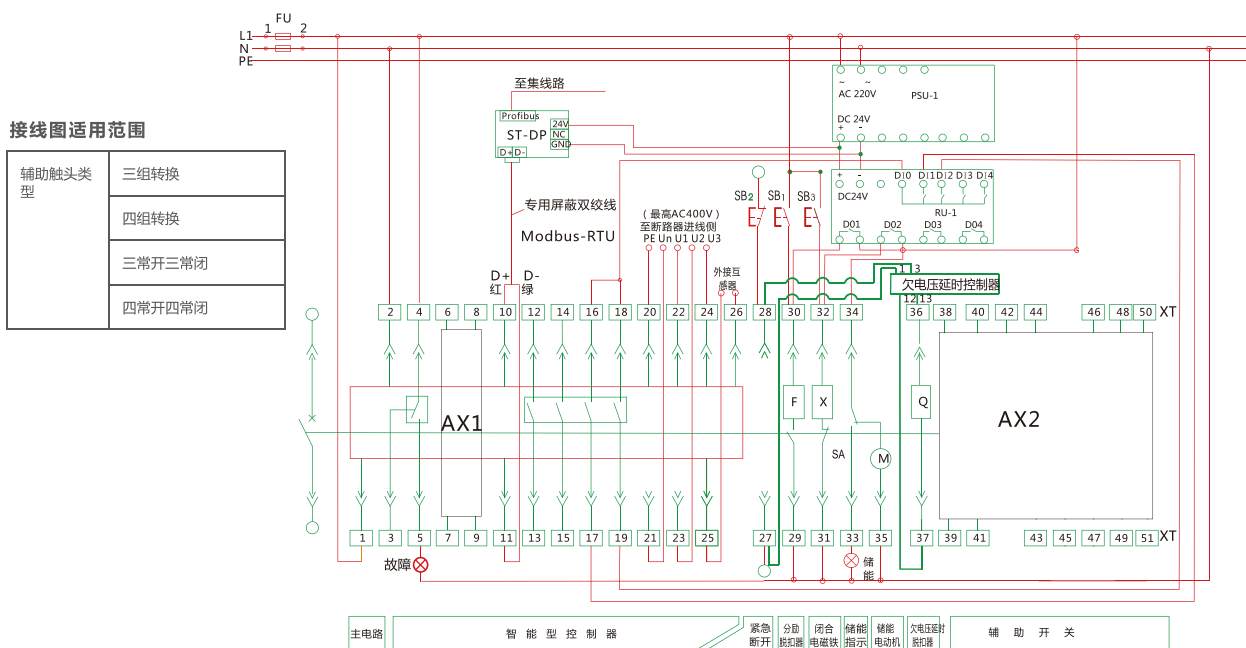 FU
1
2
L1
N
PE
至集线路
Profibus
24V
ST-DP
NC
GND
D+
D-
~
~
AC 220V
PSU-1
DC 24V
+
-
接线图适用范围
辅助触头类型
三组转换
四组转换
三常开三常闭
四常开四常闭
+
-
DI0
DI1
DI2
DI3
DI4
DC24V
RU-1
D01
D02
D03
D04
SB2
SB1
SB3
专用屏蔽双绞线
Modbus-RTU
(最高AC400V)
至断路器进线侧
PE Un U1 U2 U3
D+
D-
红
绿
外接互
感器
1
3
欠电压延时控制器
12
13
2
4
6
8
10
12
14
16
18
20
22
24
26
28
30
32
34
36
38
40
42
44
46
48
50
XT
AX1
F
X
Q
AX2
SA
M
1
3
5
7
9
11
13
15
17
19
21
23
25
27
29
31
33
35
37
39
41
43
45
47
49
51
XT
故障
储
能
主电路
智能型控制器
紧急
断开
分励
脱扣器
闭合
电磁铁
储能
指示
储能
电动机
欠电压延时
脱扣器
辅助开关